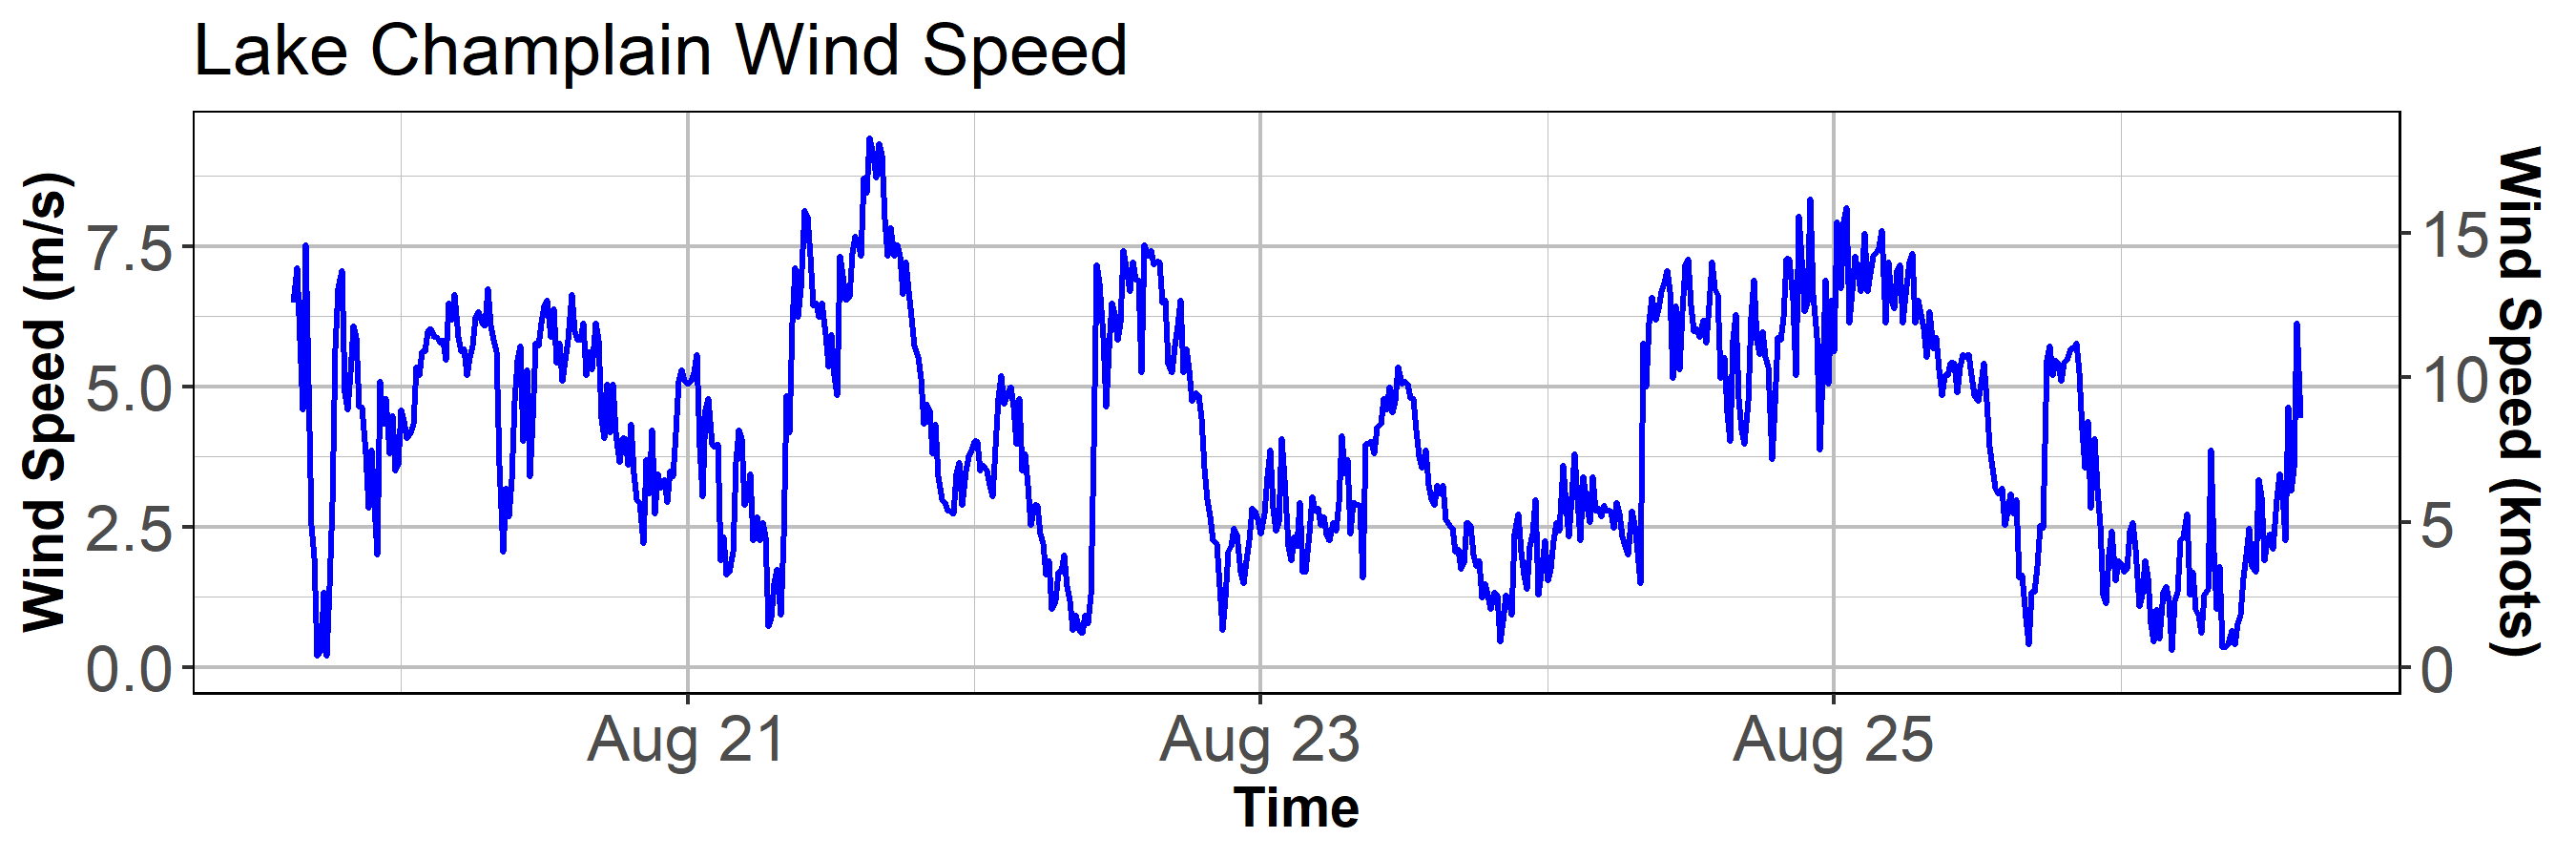 Lake Champlain Wind Speed
Wind Speed (m/s)
7.5
5.0
2.5
0.0
15
10
5
0
Wind Speed (knots)
Aug 21
Aug 23
Aug 25
Time